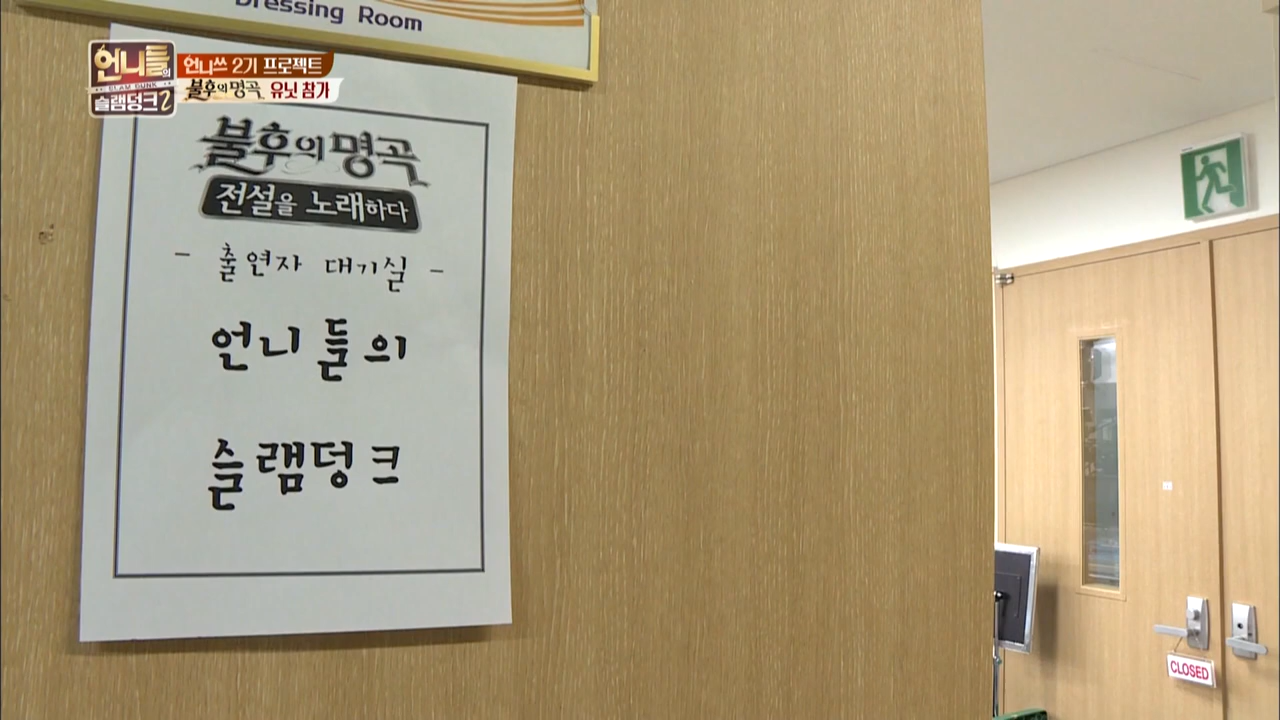 Dressing Room
언니들의
SLAM DUNK
슬램덩크2
언니쓰 2기 프로젝트
불후의 명곡 유닛 참가
불후의 명곡
전설을 노래하다
- 출연자 대기실 -
언니들의
슬램덩크
CLOSED